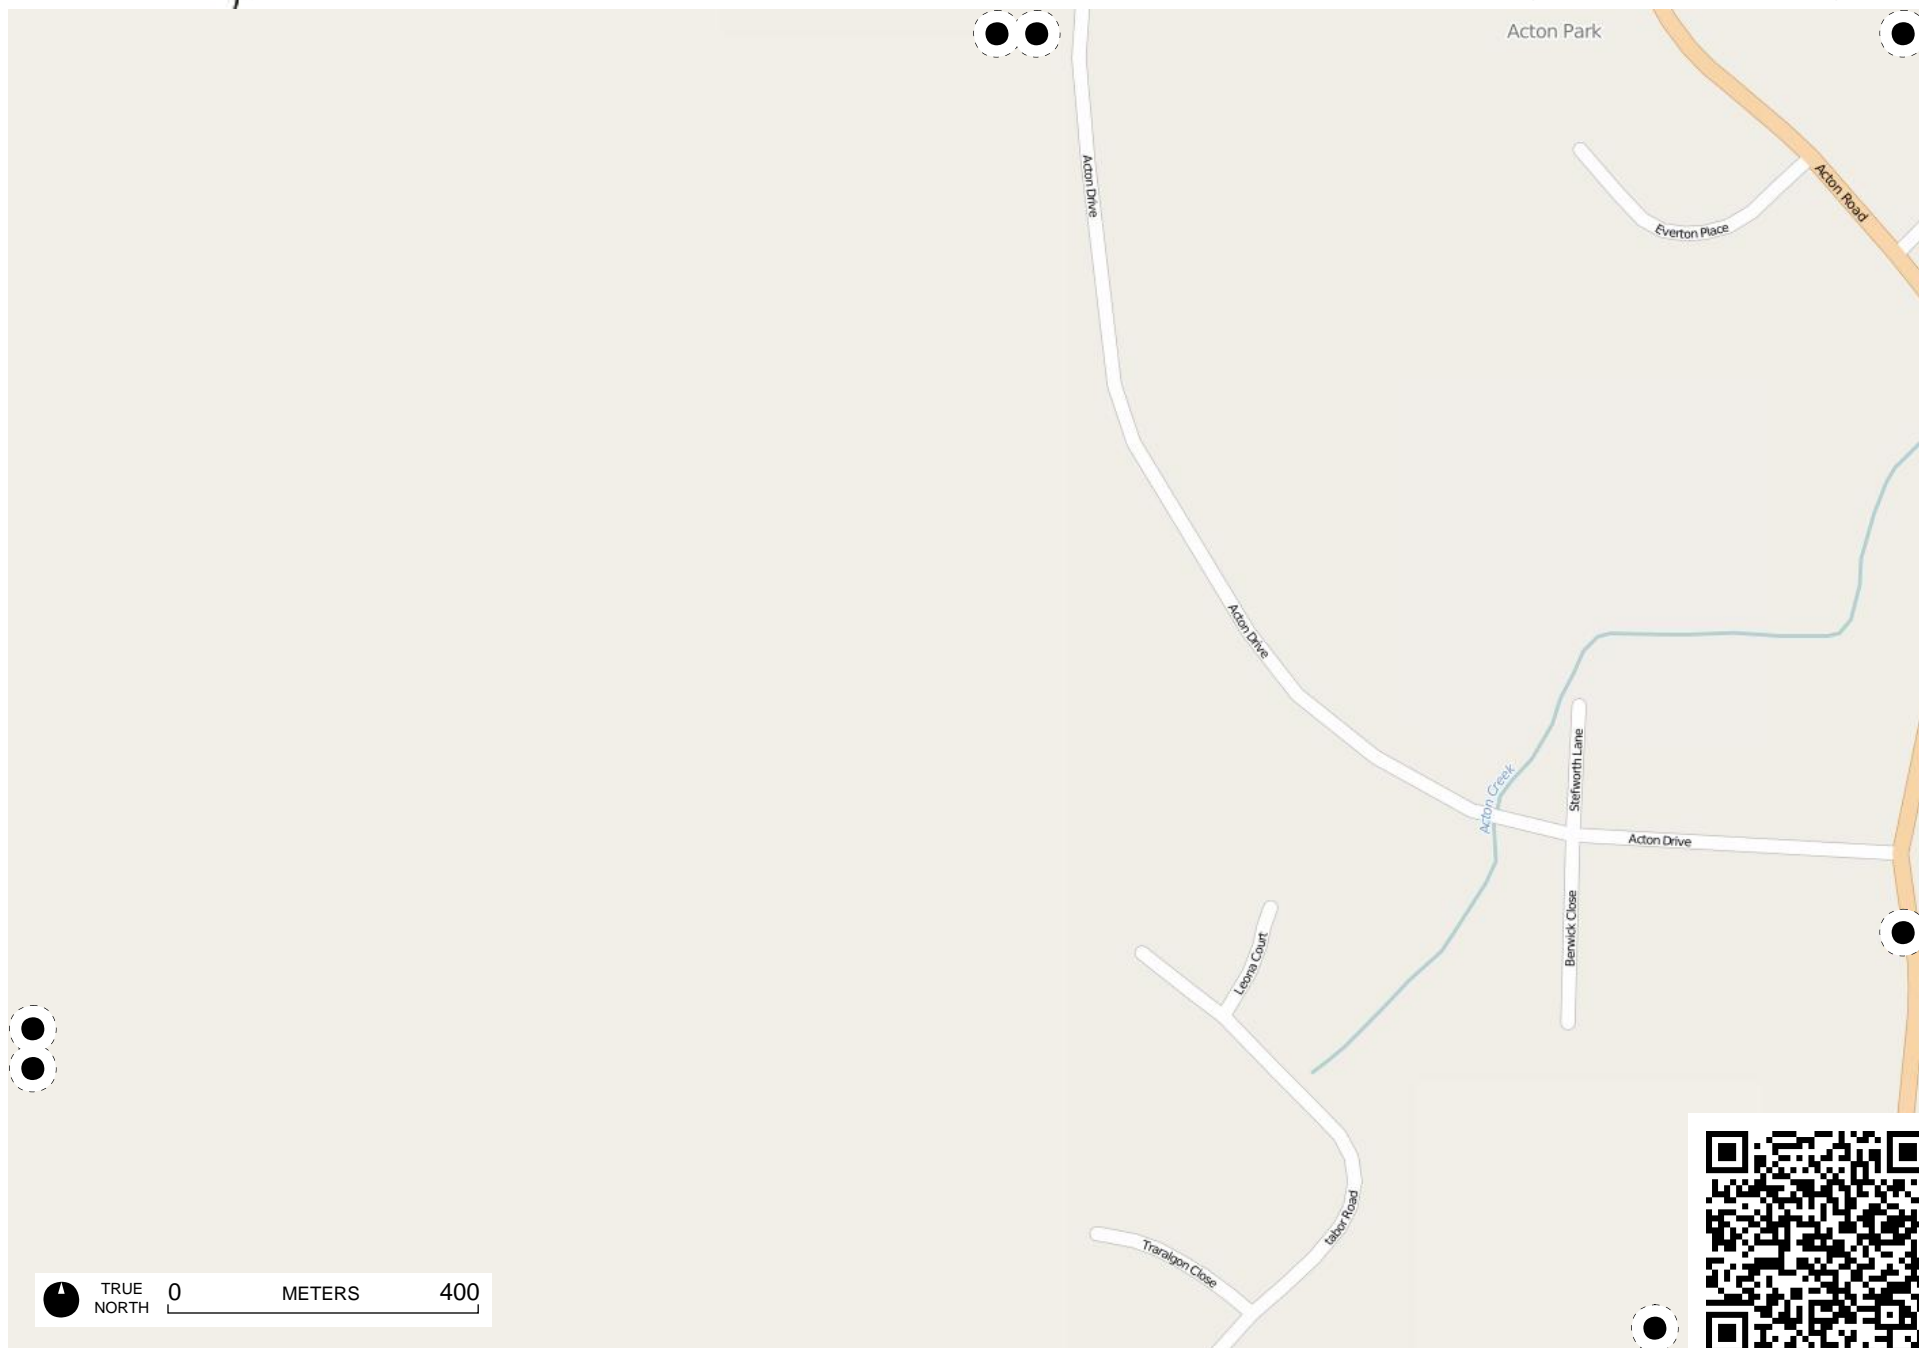 Acton Park
Acton Drive
Acton Road
Everton Place
Acton Drive
Stefworth Lane
Acton Creek
Acton Drive
Berwick Close
Leona Court
tabor Road
Traralgon Close
TRUE
NORTH
0 METERS 400